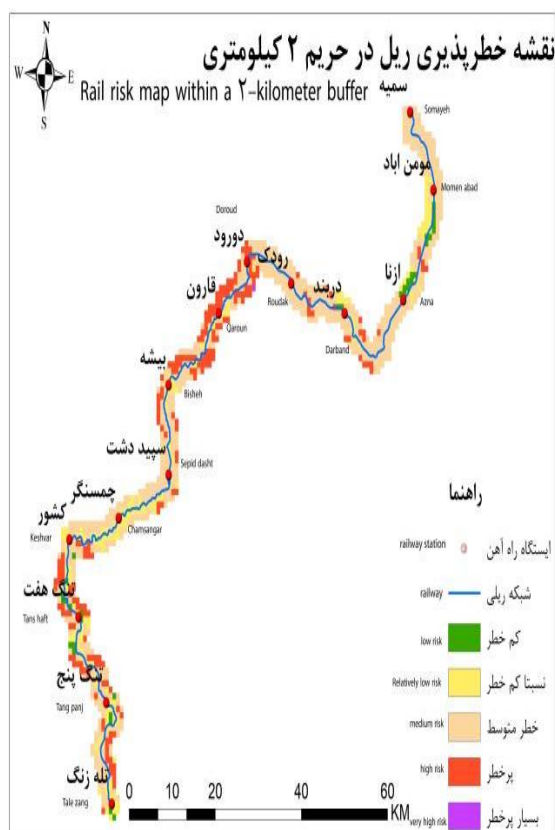 نقشه خطرپذیری ریل در حریم ۲ کیلومتری
Rail risk map within a ۲-kilometer buffer
N
W
E
S
سمیه
Somayeh
مومن اباد
Momen abad
Doroud
دورود
رودک
Roudak
ازنا
Azna
قارون
Qaroun
دربند
Darband
بیشه
Bisheh
سپید دشت
Sepid dasht
چمسنگر
Chamsangar
کشور
Keshvar
تنگ هفت
Tans haft
تنگ پنج
Tang panj
تله زنگ
Tale zang
راهنما
railway station ایستگاه راه آهن
railway شبکه ریلی
low risk کم خطر
Relatively low risk نسبتا کم خطر
medium risk خطر متوسط
high risk پرخطر
very high risk بسیار پرخطر
0 10 20 40 60
KM